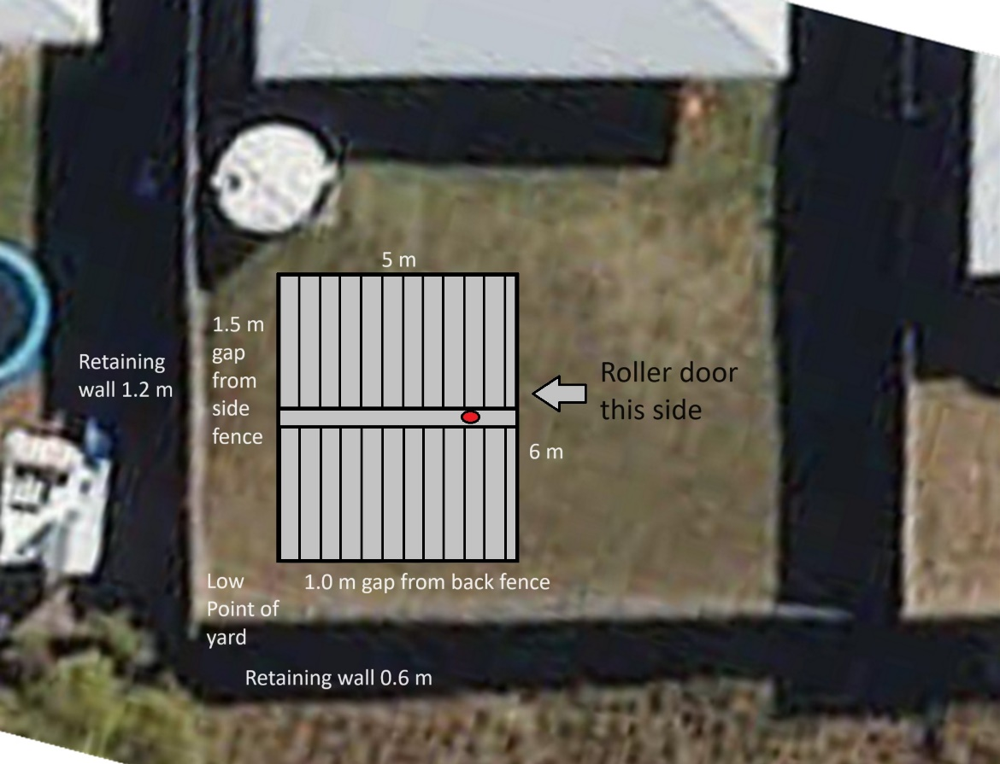 5 m
1.5 m
gap
from
side
fence
Retaining
wall 1.2 m
Roller door
this side
6 m
Low
Point of
yard
1.0 m gap from back fence
Retaining wall 0.6 m